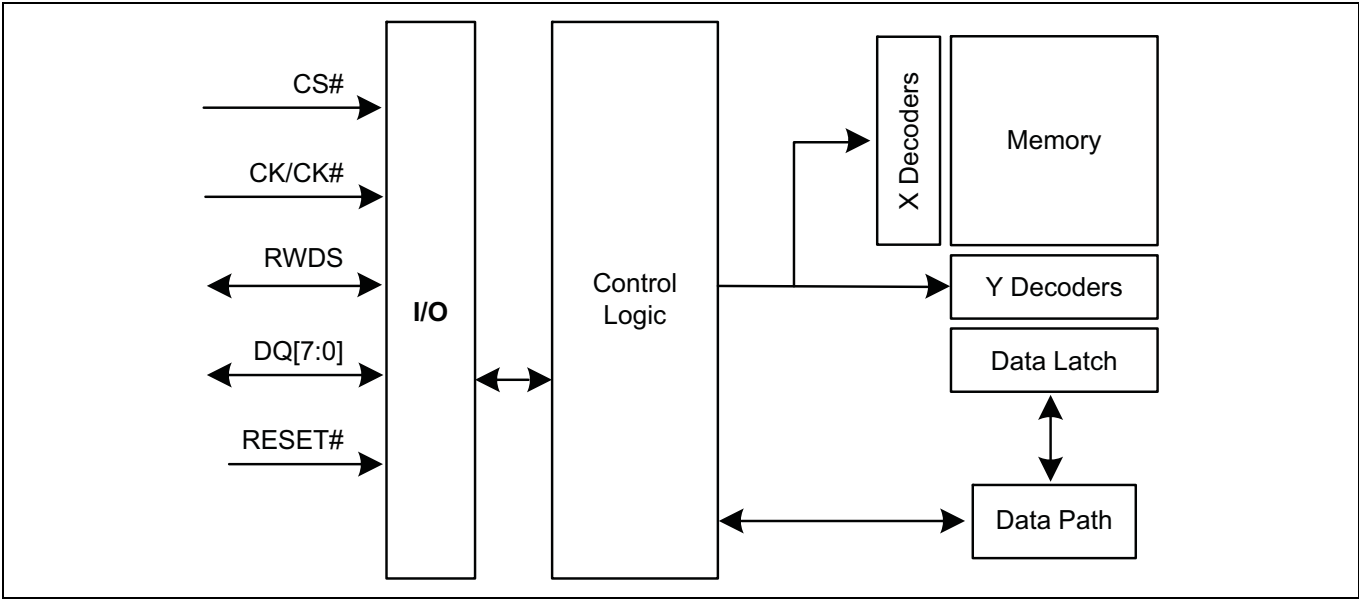 CS#
CK/CK#
RWDS
DQ[7:0]
RESET#
I/O
Control
Logic
X Decoders
Memory
Y Decoders
Data Latch
Data Path